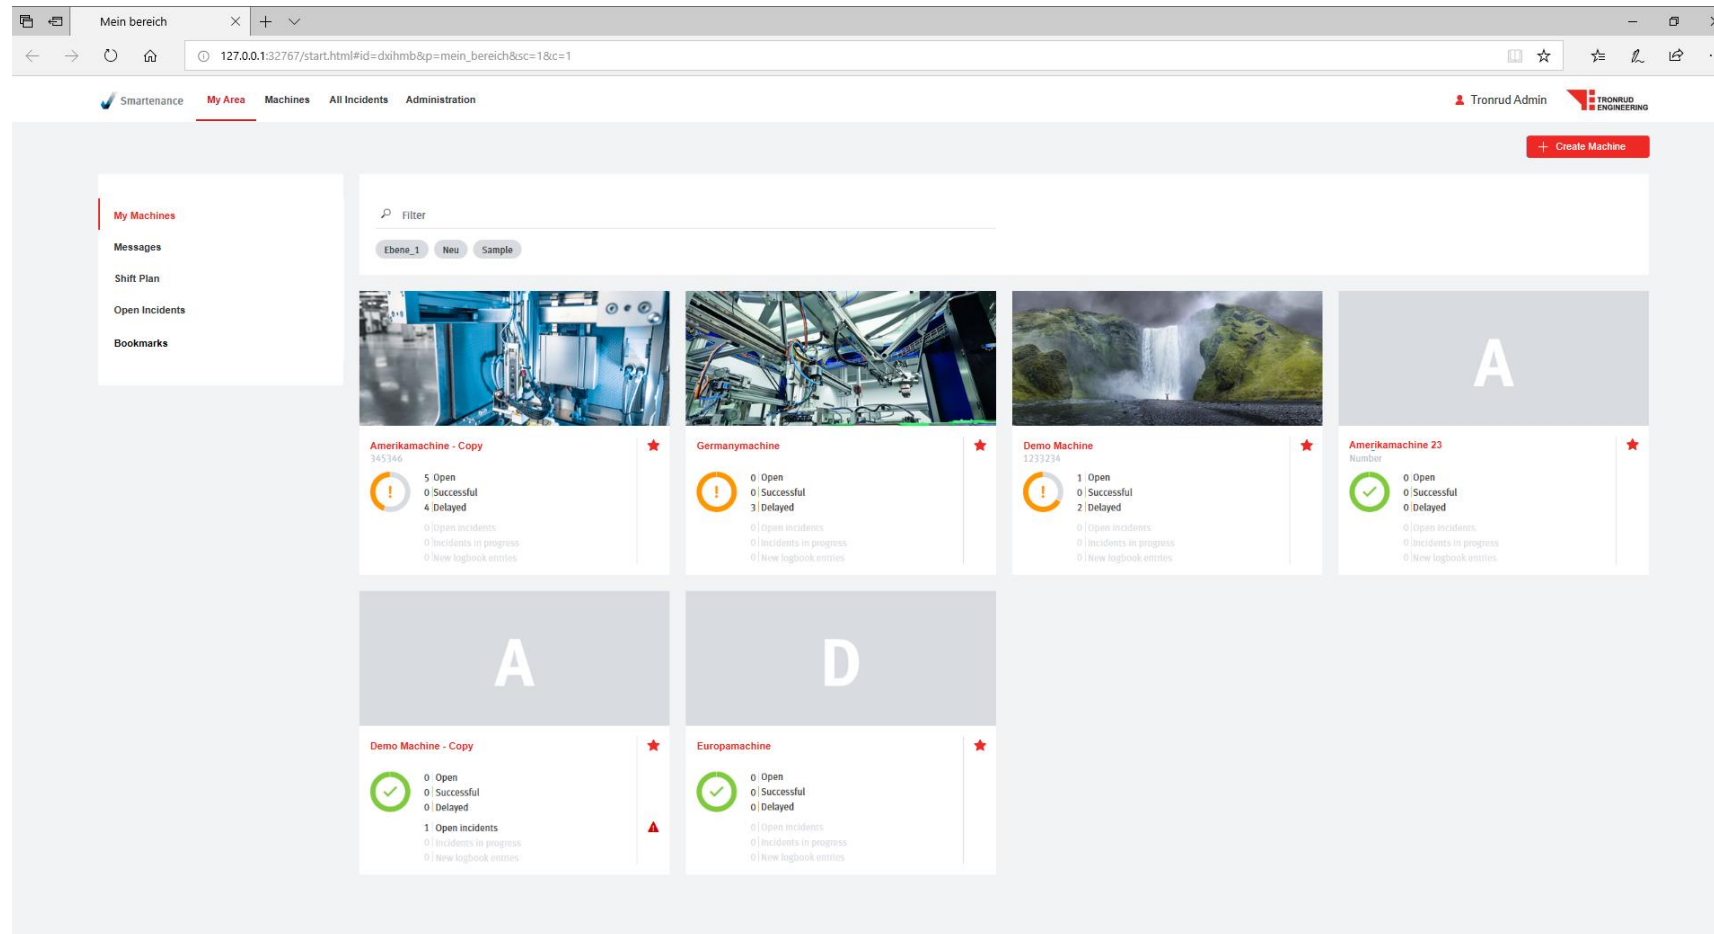 Mein bereich
127.0.0.1:32767/start.html#id=dxihmb&p=mein_bereich&sc=1&c=1
Smartenance My Area Machines All Incidents Administration Tronrud Admin TRONRUD
ENGINEERING
+ Create Machine
My Machines
Messages
Shift Plan
Open Incidents
Bookmarks
Filter
Ebene_1 Neu Sample
A
Amerikamachine - Copy
345346
5 Open
0 Successful
4 Delayed
0 Open incidents
0 Incidents in progress
0 New logbook entries
Germanymachine
0 Open
0 Successful
3 Delayed
0 Open incidents
0 Incidents in progress
0 New logbook entries
Demo Machine
1233234
1 Open
0 Successful
2 Delayed
0 Open incidents
0 Incidents in progress
0 New logbook entries
Amerikamachine 23
Number
0 Open
0 Successful
0 Delayed
0 Open incidents
0 Incidents in progress
0 New logbook entries
A
Demo Machine - Copy
0 Open
0 Successful
0 Delayed
1 Open incidents
0 Incidents in progress
0 New logbook entries
D
Europamachine
0 Open
0 Successful
0 Delayed
0 Open incidents
0 Incidents in progress
0 New logbook entries